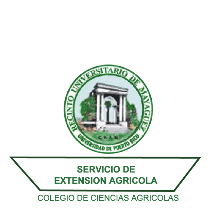 RECINTO UNIVERSITARIO DE MAYAGUEZ
UNIVERSIDAD DE PUERTO RICO
SERVICIO DE
EXTENSION AGRICOLA
COLEGIO DE CIENCIAS AGRICOLAS